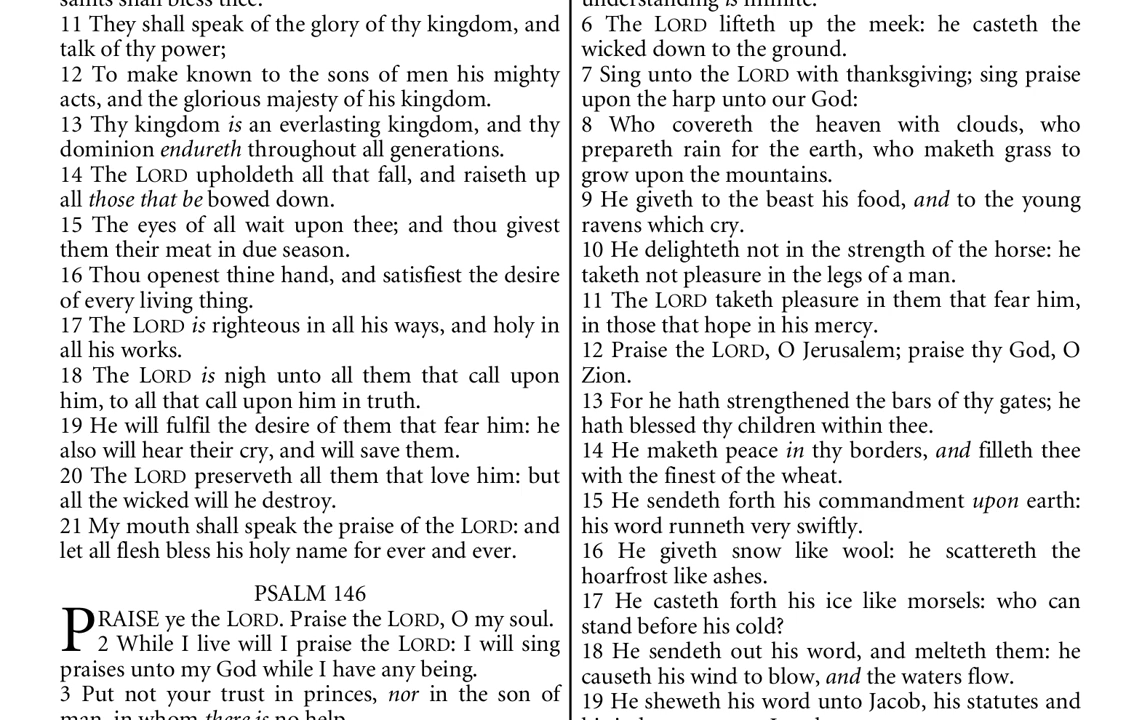 saints shall bless thee.
11 They shall speak of the glory of thy kingdom, and
talk of thy power;
12 To make known to the sons of men his mighty
acts, and the glorious majesty of his kingdom.
13 Thy kingdom is an everlasting kingdom, and thy
dominion endureth throughout all generations.
14 The LORD upholdeth all that fall, and raiseth up
all those that be bowed down.
15 The eyes of all wait upon thee; and thou givest
them their meat in due season.
16 Thou openest thine hand, and satisfiest the desire
of every living thing.
17 The LORD is righteous in all his ways, and holy in
all his works.
18 The LORD is nigh unto all them that call upon
him, to all that call upon him in truth.
19 He will fulfil the desire of them that fear him: he
also will hear their cry, and will save them.
20 The LORD preserveth all them that love him: but
all the wicked will he destroy.
21 My mouth shall speak the praise of the LORD: and
let all flesh bless his holy name for ever and ever.
PSALM 146
PRAISE ye the LORD. Praise the LORD, O my soul.
2 While I live will I praise the LORD: I will sing
praises unto my God while I have any being.
3 Put not your trust in princes, nor in the son of
man, in whom there is no help.
understanding is infinite.
6 The LORD lifteth up the meek: he casteth the
wicked down to the ground.
7 Sing unto the LORD with thanksgiving; sing praise
upon the harp unto our God:
8 Who covereth the heaven with clouds, who
prepareth rain for the earth, who maketh grass to
grow upon the mountains.
9 He giveth to the beast his food, and to the young
ravens which cry.
10 He delighteth not in the strength of the horse: he
taketh not pleasure in the legs of a man.
11 The LORD taketh pleasure in them that fear him,
in those that hope in his mercy.
12 Praise the LORD, O Jerusalem; praise thy God, O
Zion.
13 For he hath strengthened the bars of thy gates; he
hath blessed thy children within thee.
14 He maketh peace in thy borders, and filleth thee
with the finest of the wheat.
15 He sendeth forth his commandment upon earth:
his word runneth very swiftly.
16 He giveth snow like wool: he scattereth the
hoarfrost like ashes.
17 He casteth forth his ice like morsels: who can
stand before his cold?
18 He sendeth out his word, and melteth them: he
causeth his wind to blow, and the waters flow.
19 He sheweth his word unto Jacob, his statutes and